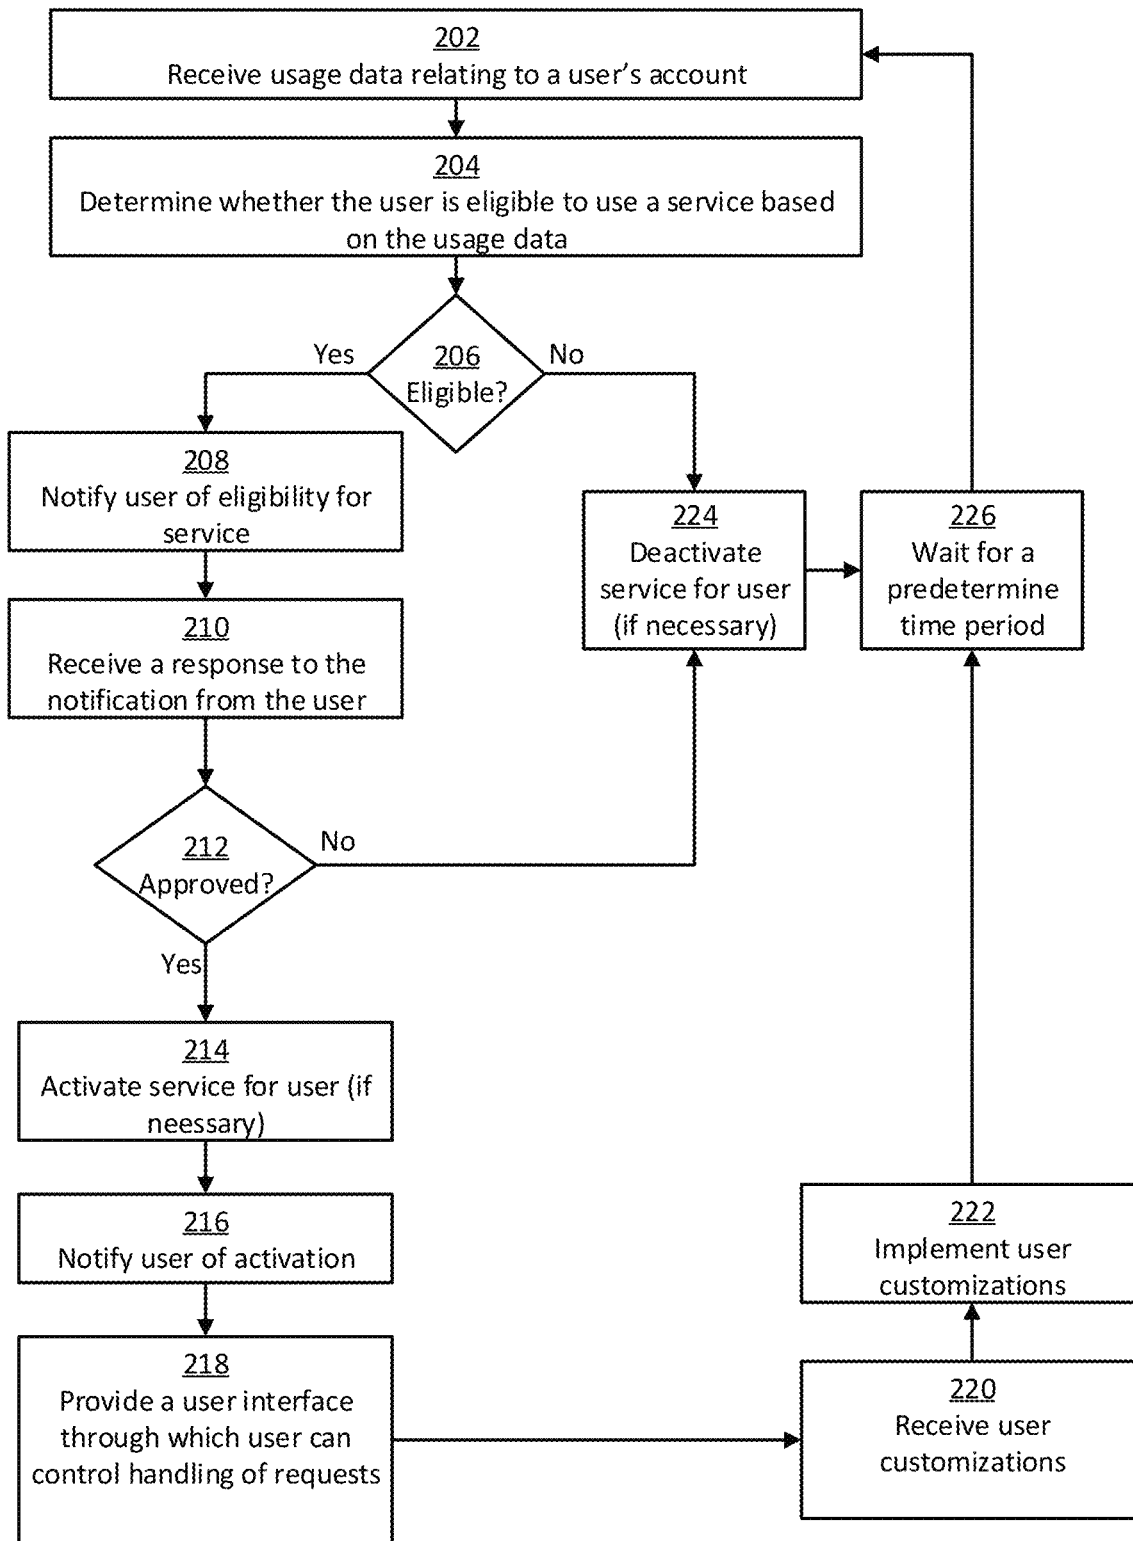 202
Receive usage data relating to a user's account
204
Determine whether the user is eligible to use a service based
on the usage data
206
Eligible?
Yes
No
208
Notify user of eligibility for
service
210
Receive a response to the
notification from the user
212
Approved?
No
Yes
214
Activate service for user (if
neessary)
216
Notify user of activation
218
Provide a user interface
through which user can
control handling of requests
220
Receive user
customizations
222
Implement user
customizations
224
Deactivate
service for user
(if necessary)
226
Wait for a
predetermine
time period